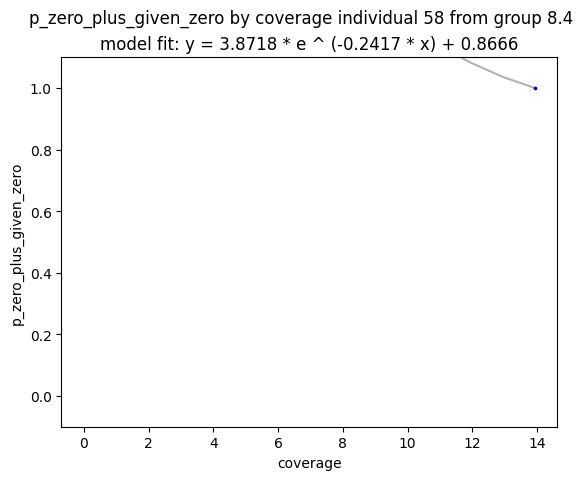 p_zero_plus_given_zero by coverage individual 58 from group 8.4
model fit: y = 3.8718 * e ^ (-0.2417 * x) + 0.8666
p_zero_plus_given_zero
1.0
0.8
0.6
0.4
0.2
0.0
0 2 4 6 8 10 12 14
coverage